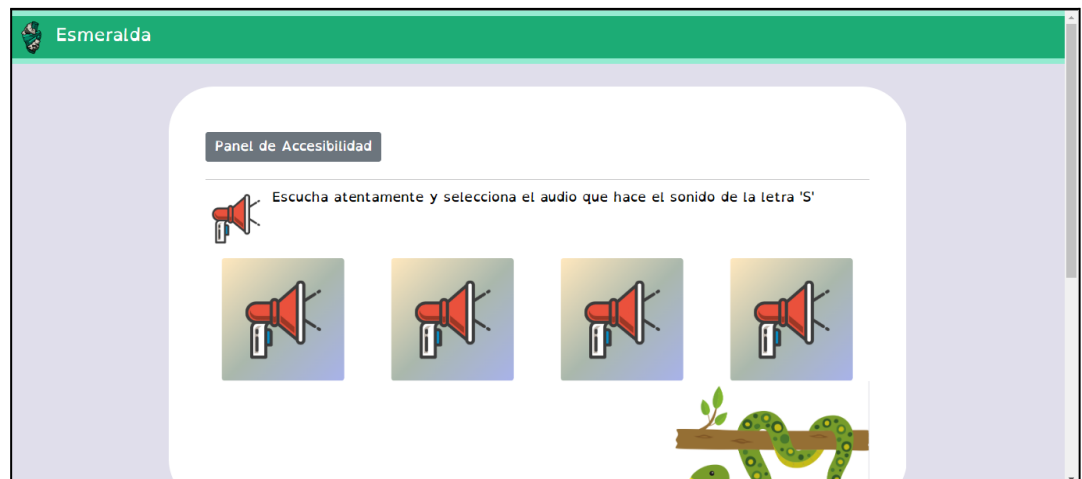 Esmeralda
Panel de Accesibilidad
Escucha atentamente y selecciona el audio que hace el sonido de la letra 'S'